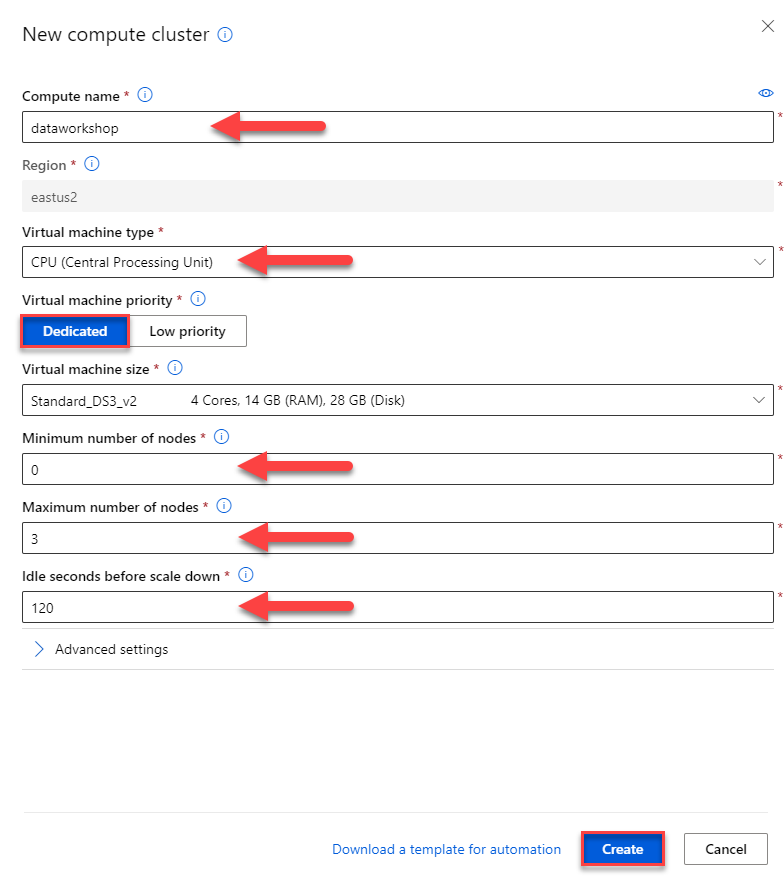 New compute cluster
Compute name *
dataworkshop
Region *
eastus2
Virtual machine type *
CPU (Central Processing Unit)
Virtual machine priority *
Dedicated Low priority
Virtual machine size *
Standard_DS3_v2 4 Cores, 14 GB (RAM), 28 GB (Disk)
Minimum number of nodes *
0
Maximum number of nodes *
3
Idle seconds before scale down *
120
Advanced settings
Download a template for automation Create Cancel